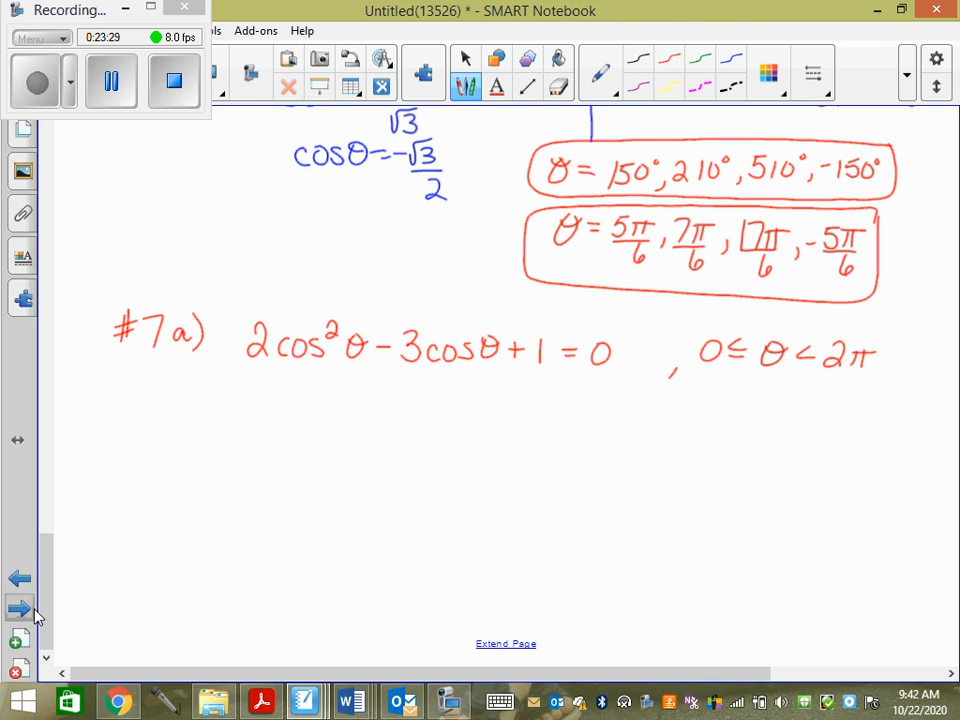 Recording...
Untitled(13526) * - SMART Notebook
Menu
0:23:29
8.0 fps
ols Add-ons Help
√3
cosθ=-√3/2
θ = 150°, 210°, 510°, -150°
θ = 5π/6, 7π/6, 17π/6, -5π/6
#7a) 2cos²θ - 3cosθ + 1 = 0 , 0 ≤ θ < 2π
Extend Page
9:42 AM
10/22/2020